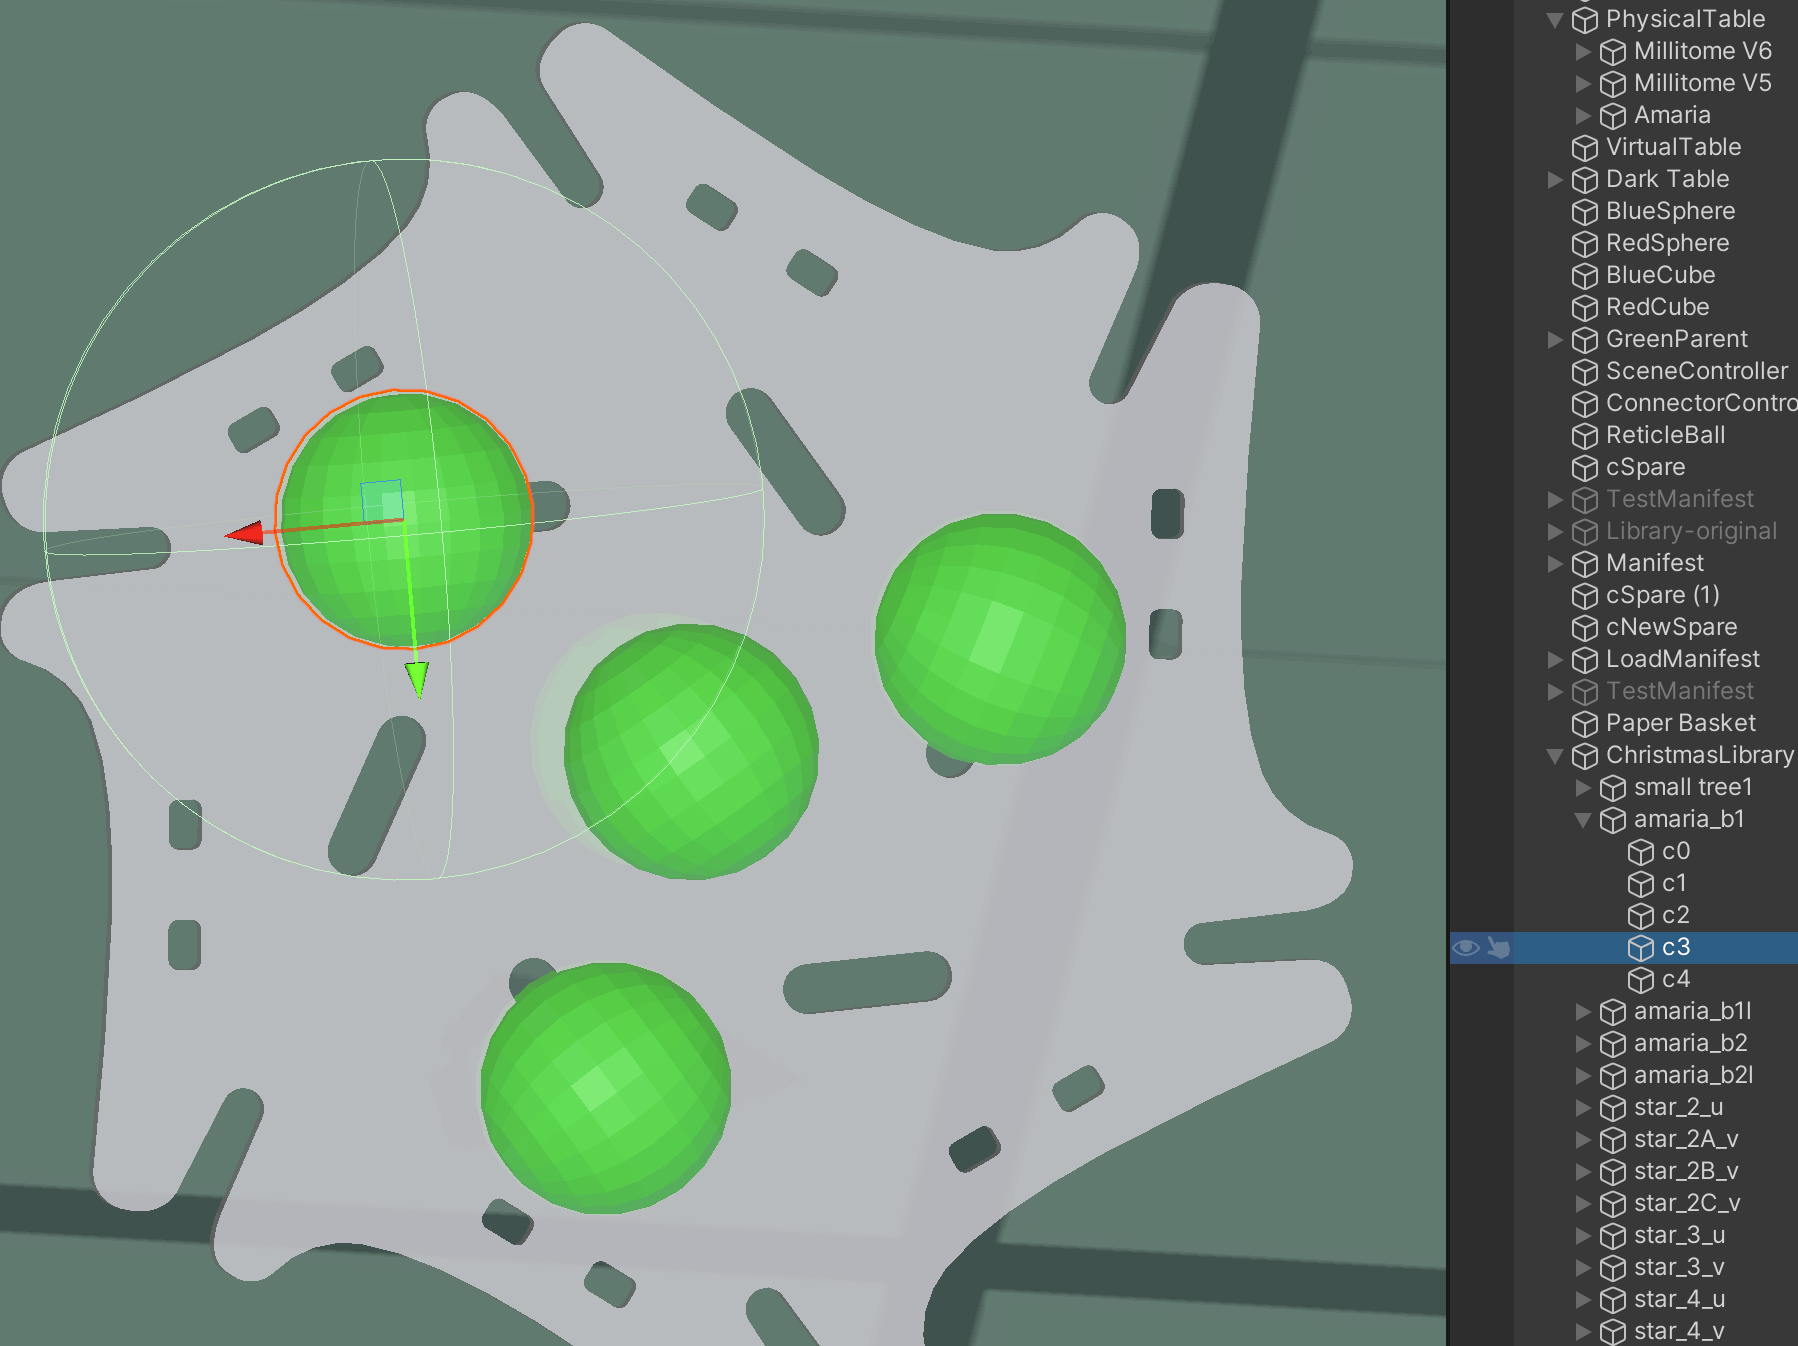 PhysicalTable
Millitome V6
Millitome V5
Amaria
VirtualTable
Dark Table
BlueSphere
RedSphere
BlueCube
RedCube
GreenParent
SceneController
ConnectorContro
ReticleBall
cSpare
TestManifest
Library-original
Manifest
cSpare (1)
cNewSpare
LoadManifest
TestManifest
Paper Basket
ChristmasLibrary
small tree1
amaria_b1
c0
c1
c2
c3
c4
amaria_b1l
amaria_b2
amaria_b2l
star_2_u
star_2A_v
star_2B_v
star_2C_v
star_3_u
star_3_v
star_4_u
star_4_v